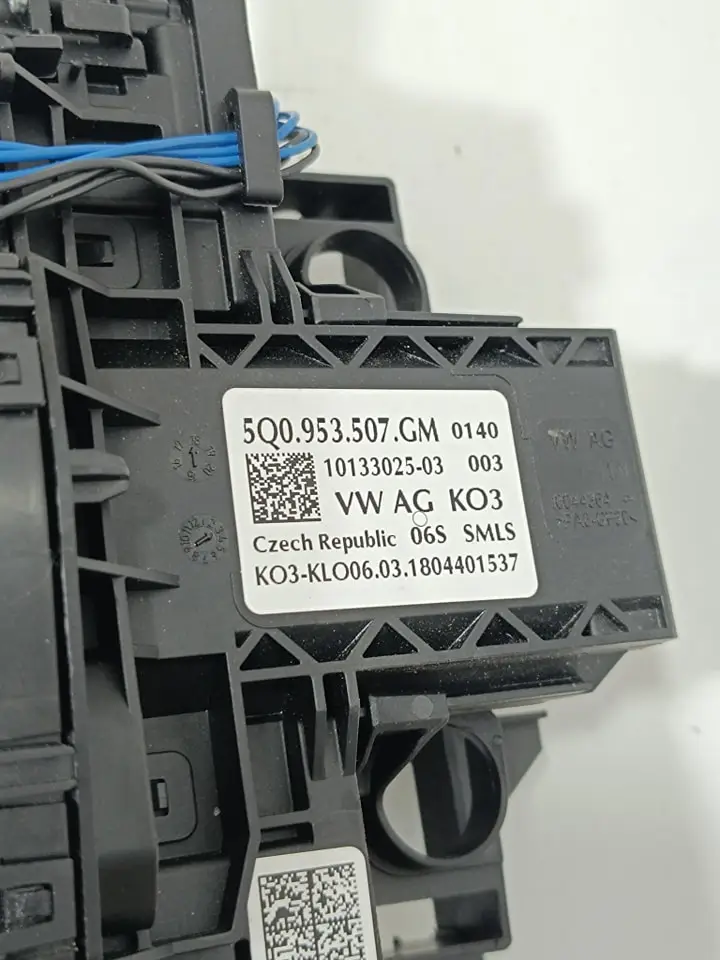 5Q0.953.507.GM 0140
10133025-03 003
VW AG KO3
Czech Republic 06S SMLS
KO3-KLO06.03.1804401537
VW AG